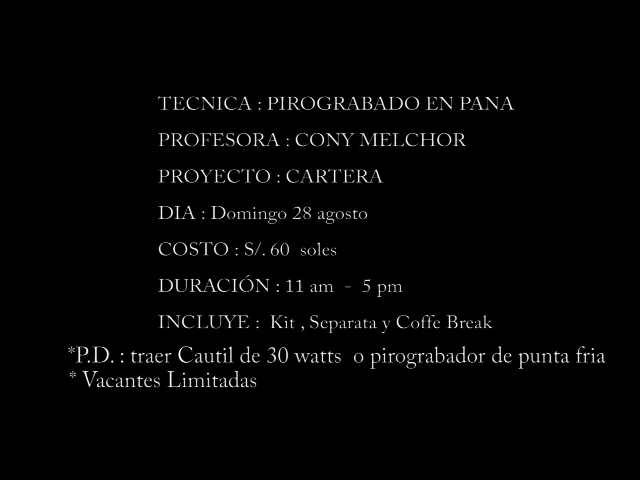 TECNICA : PIROGRABADO EN PANA
PROFESORA : CONY MELCHOR
PROYECTO : CARTERA
DIA : Domingo 28 agosto
COSTO : S/. 60  soles
DURACIÓN : 11 am  -  5 pm
INCLUYE :  Kit , Separata y Coffe Break
*P.D. : traer Cautil de 30 watts  o pirograbador de punta fria
* Vacantes Limitadas